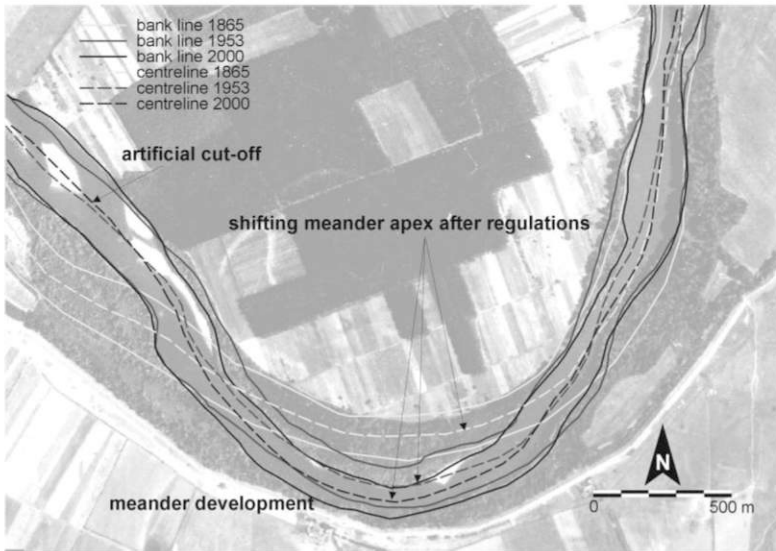 bank line 1865
bank line 1953
bank line 2000
centreline 1865
centreline 1953
centreline 2000
artificial cut-off
shifting meander apex after regulations
meander development
N
0 500 m